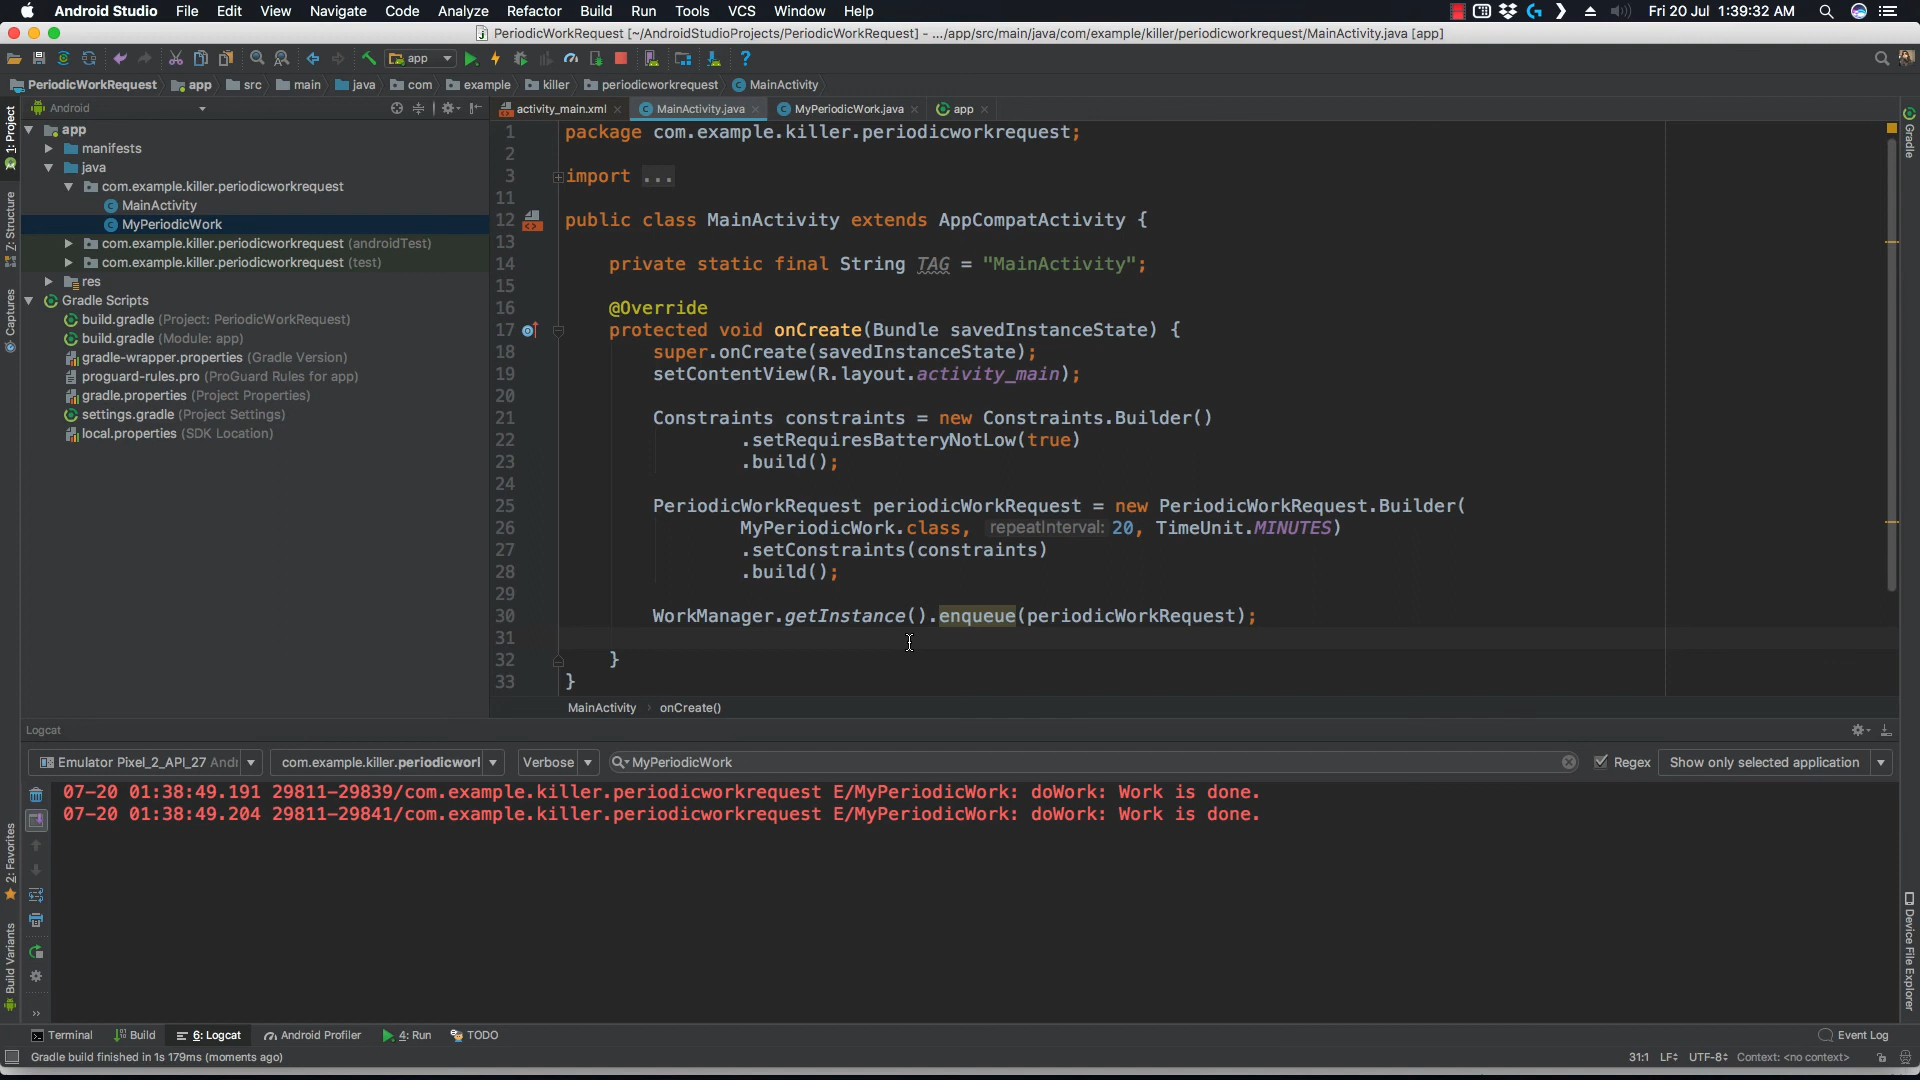 Android Studio File Edit View Navigate Code Analyze Refactor Build Run Tools VCS Window Help Fri 20 Jul 1:39:32 AM
PeriodicWorkRequest [~/AndroidStudioProjects/PeriodicWorkRequest] - .../app/src/main/java/com/example/killer/periodicworkrequest/MainActivity.java [app]
app
PeriodicWorkRequest app src main java com example killer periodicworkrequest MainActivity
Android
activity_main.xml MainActivity.java MyPeriodicWork.java app
1: Project
Z: Structure
Captures
2: Favorites
Build Variants
app
manifests
java
com.example.killer.periodicworkrequest
MainActivity
MyPeriodicWork
com.example.killer.periodicworkrequest (androidTest)
com.example.killer.periodicworkrequest (test)
res
Gradle Scripts
build.gradle (Project: PeriodicWorkRequest)
build.gradle (Module: app)
gradle-wrapper.properties (Gradle Version)
proguard-rules.pro (ProGuard Rules for app)
gradle.properties (Project Properties)
settings.gradle (Project Settings)
local.properties (SDK Location)
1 package com.example.killer.periodicworkrequest;
2
3 import ...
11
12 public class MainActivity extends AppCompatActivity {
13
14 private static final String TAG = "MainActivity";
15
16 @Override
17 protected void onCreate(Bundle savedInstanceState) {
18 super.onCreate(savedInstanceState);
19 setContentView(R.layout.activity_main);
20
21 Constraints constraints = new Constraints.Builder()
22 .setRequiresBatteryNotLow(true)
23 .build();
24
25 PeriodicWorkRequest periodicWorkRequest = new PeriodicWorkRequest.Builder(
26 MyPeriodicWork.class, repeatInterval: 20, TimeUnit.MINUTES)
27 .setConstraints(constraints)
28 .build();
29
30 WorkManager.getInstance().enqueue(periodicWorkRequest);
31
32 }
33 }
Gradle
Device File Explorer
MainActivity › onCreate()
Logcat
Emulator Pixel_2_API_27 Andr com.example.killer.periodicworl Verbose MyPeriodicWork Regex Show only selected application
07-20 01:38:49.191 29811-29839/com.example.killer.periodicworkrequest E/MyPeriodicWork: doWork: Work is done.
07-20 01:38:49.204 29811-29841/com.example.killer.periodicworkrequest E/MyPeriodicWork: doWork: Work is done.
Terminal Build 6: Logcat Android Profiler 4: Run TODO Event Log
Gradle build finished in 1s 179ms (moments ago) 31:1 LF÷ UTF-8÷ Context: <no context>